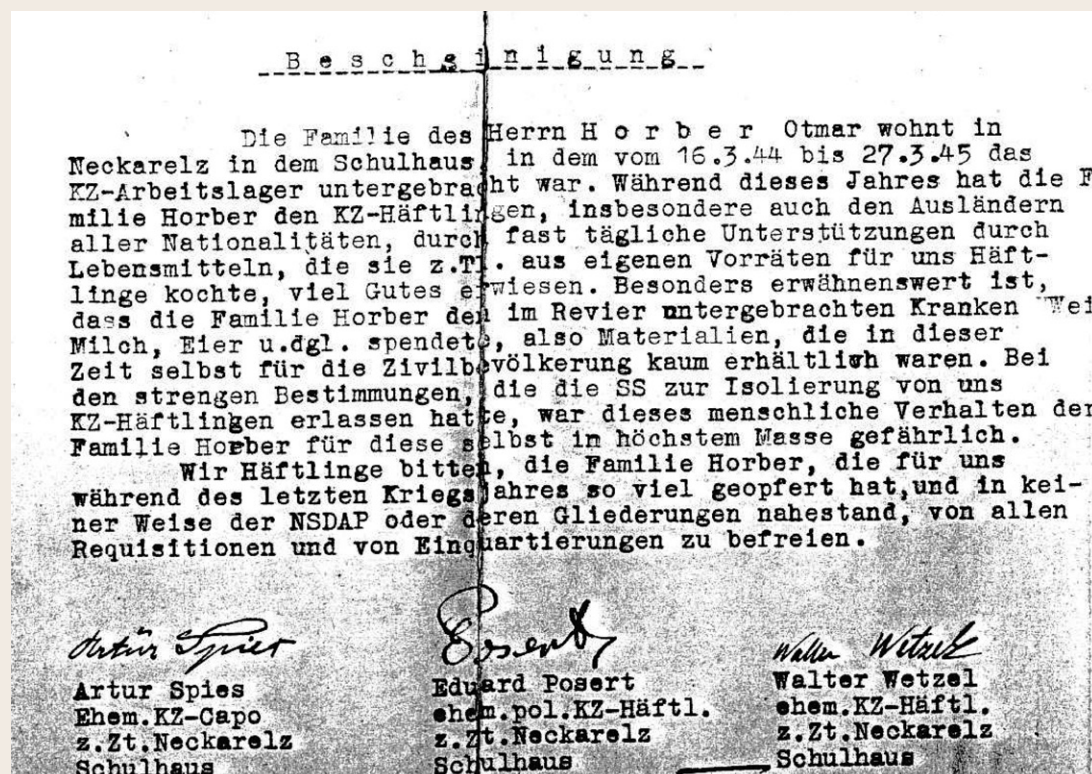 Bescheinigung
Die Familie des Herrn Horber Otmar wohnt in
Neckarelz in dem Schulhaus in dem vom 16.3.44 bis 27.3.45 das
KZ-Arbeitslager untergebracht war. Während dieses Jahres hat die F
milie Horber den KZ-Häftlingen, insbesondere auch den Ausländern
aller Nationalitäten, durch fast tägliche Unterstützungen durch
Lebensmitteln, die sie z.Tl. aus eigenen Vorräten für uns Häft-
linge kochte, viel Gutes erwiesen. Besonders erwähnenswert ist,
dass die Familie Horber den im Revier untergebrachten Kranken Wei
Milch, Eier u.dgl. spendete, also Materialien, die in dieser
Zeit selbst für die Zivilbevölkerung kaum erhältlich waren. Bei
den strengen Bestimmungen, die die SS zur Isolierung von uns
KZ-Häftlingen erlassen hatte, war dieses menschliche Verhalten der
Familie Horber für diese selbst in höchstem Masse gefährlich.
Wir Häftlinge bitten, die Familie Horber, die für uns
während des letzten Kriegsjahres so viel geopfert hat,und in kei-
ner Weise der NSDAP oder deren Gliederungen nahestand, von allen
Requisitionen und von Einquartierungen zu befreien.
Artur Spies Posert Walter Wetzel
Artur Spies Eduard Posert Walter Wetzel
Ehem.KZ-Capo ehem.pol.KZ-Häftl. ehem.KZ-Häftl.
z.Zt.Neckarelz z.Zt.Neckarelz z.Zt.Neckarelz
Schulhaus Schulhaus Schulhaus